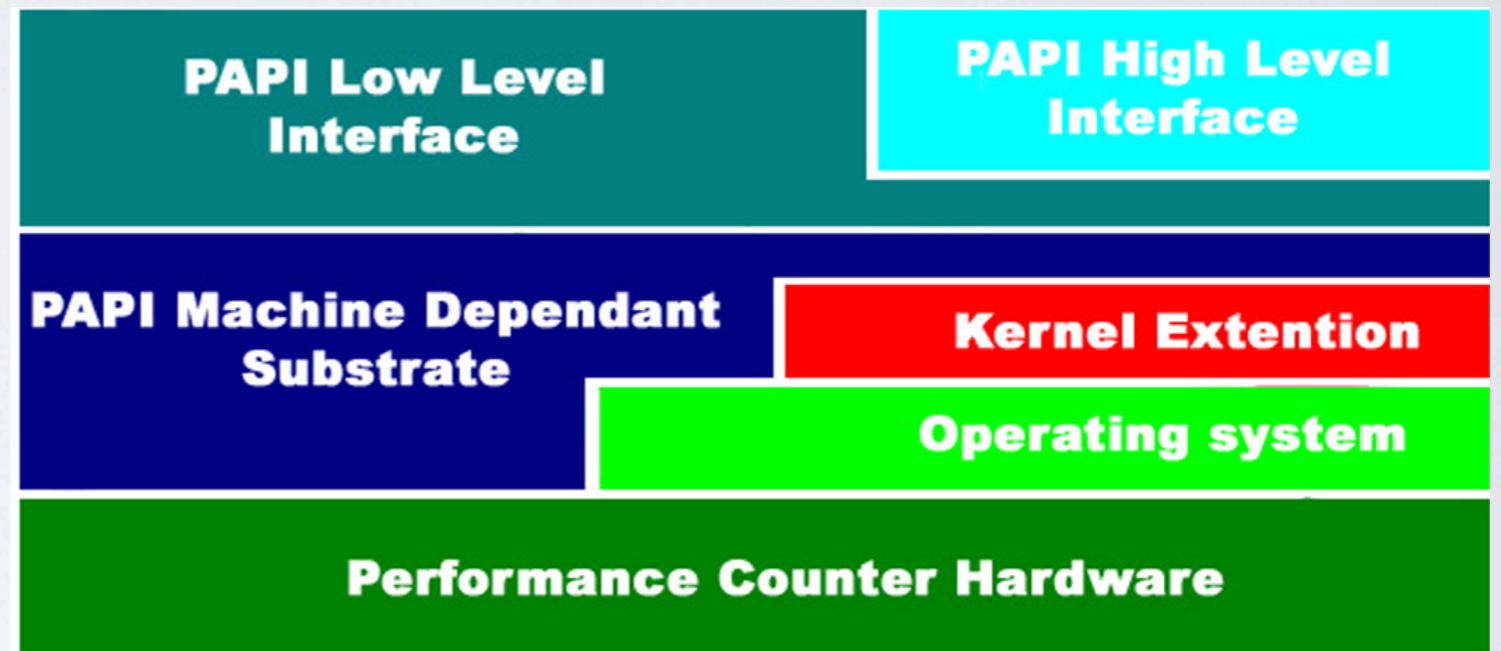 PAPI Low Level
Interface
PAPI High Level
Interface
PAPI Machine Dependant
Substrate
Kernel Extention
Operating system
Performance Counter Hardware